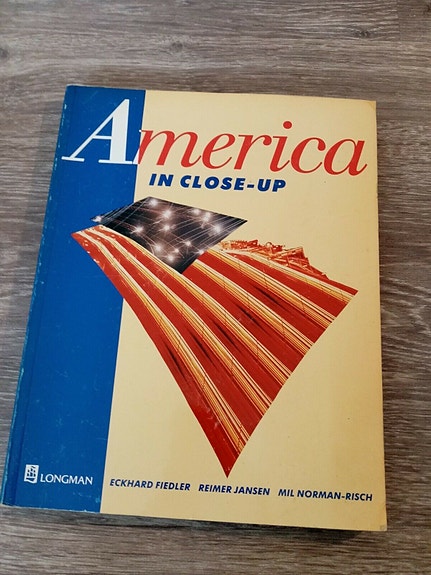 America
IN CLOSE-UP
LONGMAN
ECKHARD FIEDLER REIMER JANSEN MIL NORMAN-RISCH